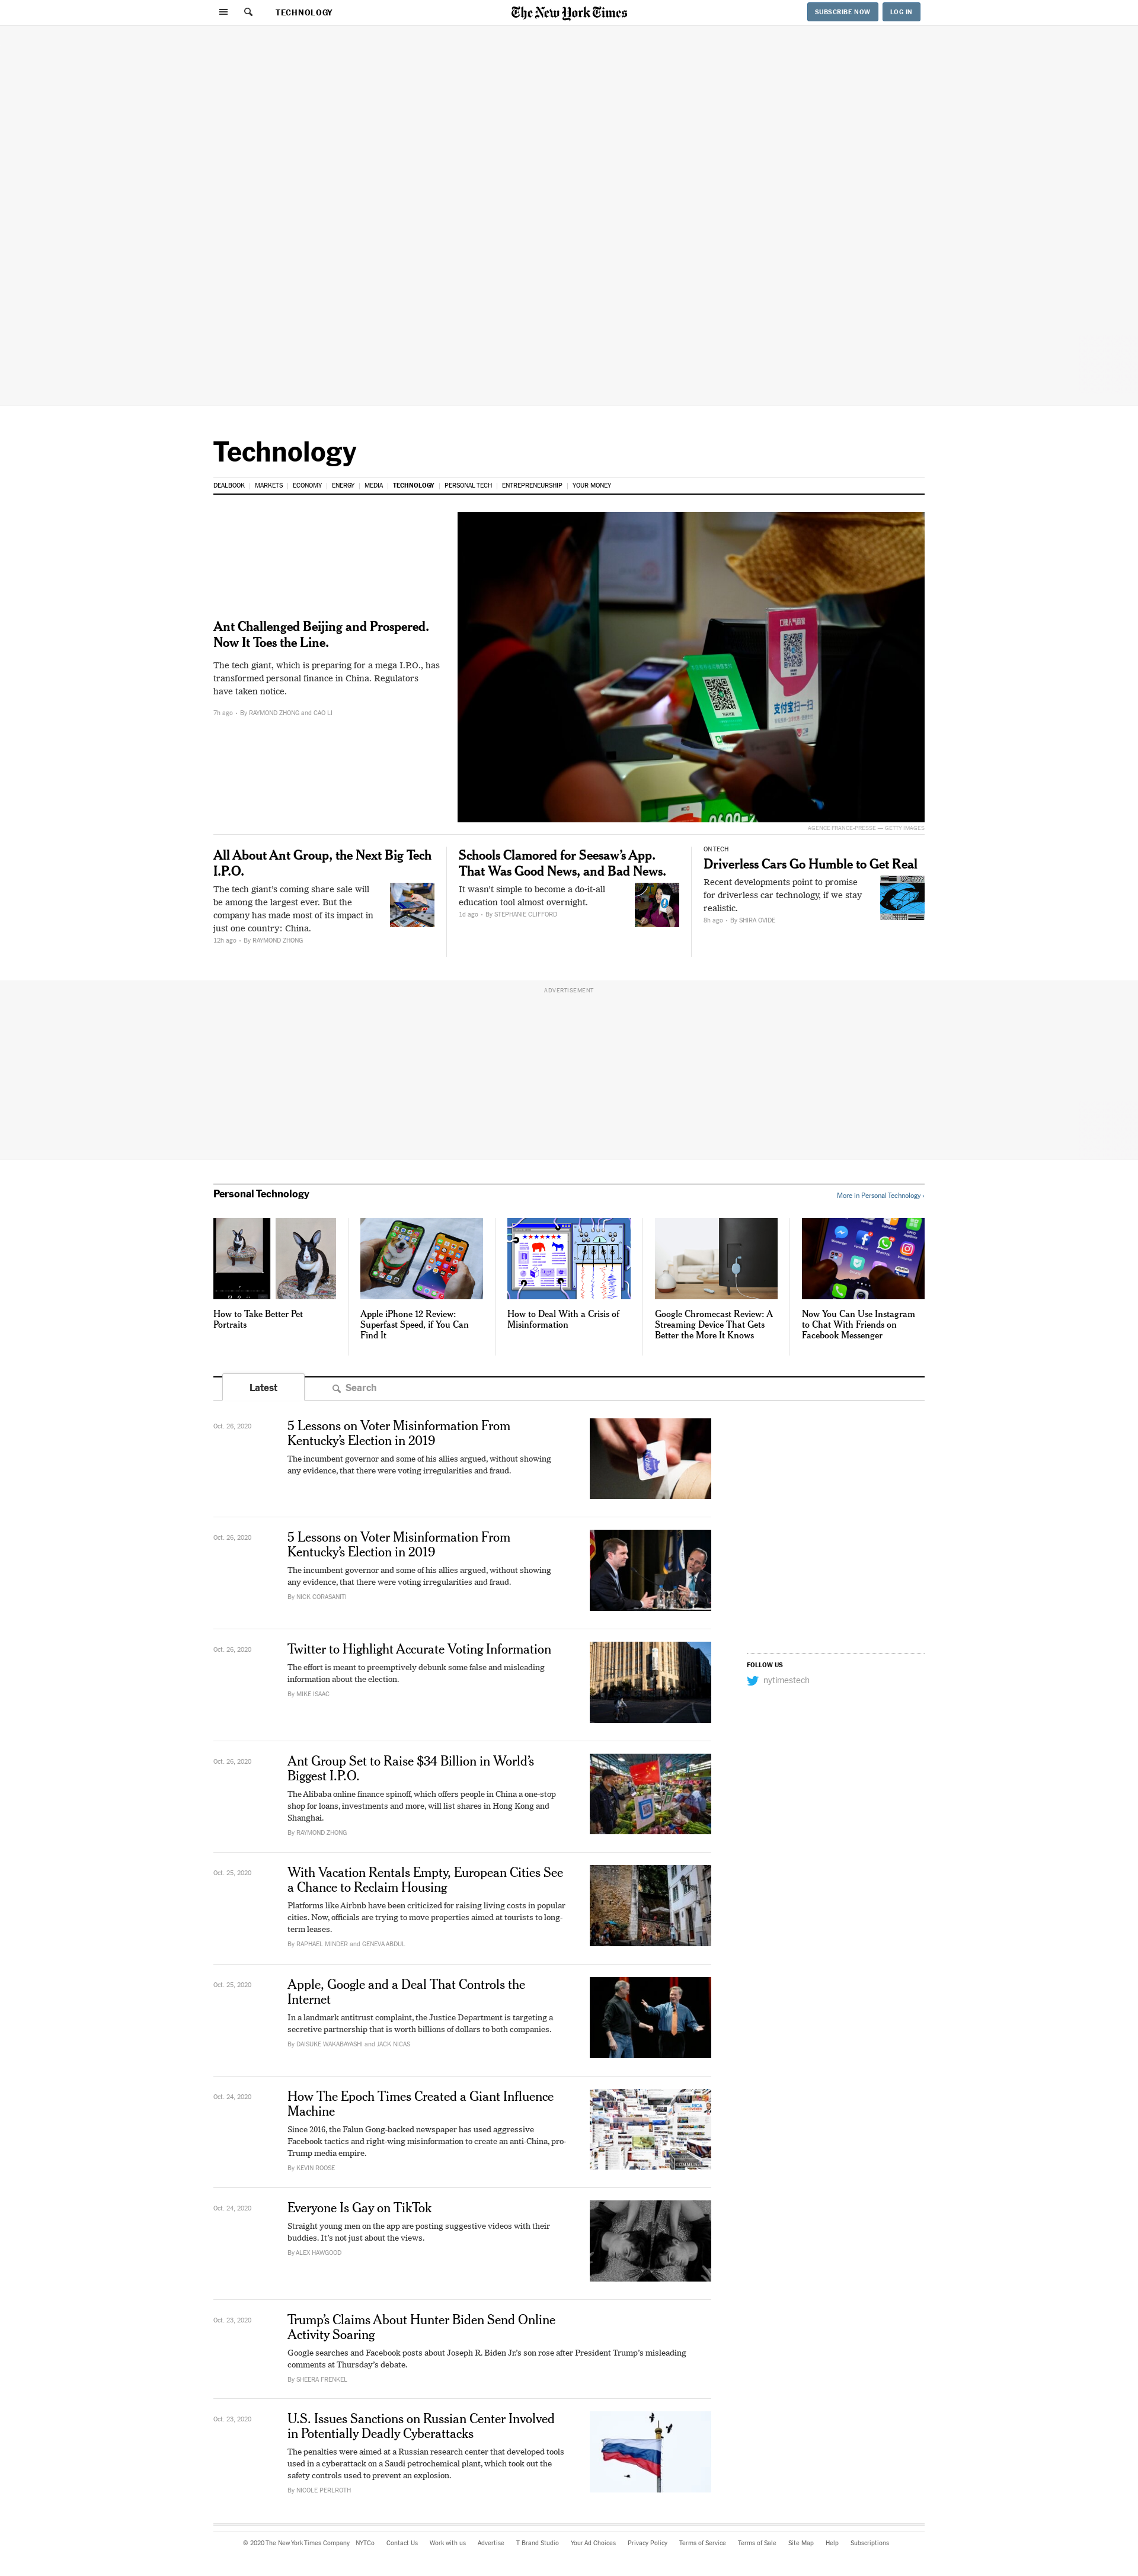 TECHNOLOGY
The New York Times
SUBSCRIBE NOW
LOG IN
Technology
DEALBOOK | MARKETS | ECONOMY | ENERGY | MEDIA | TECHNOLOGY | PERSONAL TECH | ENTREPRENEURSHIP | YOUR MONEY
Ant Challenged Beijing and Prospered.
Now It Toes the Line.
The tech giant, which is preparing for a mega I.P.O., has
transformed personal finance in China. Regulators
have taken notice.
7h ago • By RAYMOND ZHONG and CAO LI
支付宝扫一扫
AGENCE FRANCE-PRESSE — GETTY IMAGES
All About Ant Group, the Next Big Tech
I.P.O.
The tech giant's coming share sale will
be among the largest ever. But the
company has made most of its impact in
just one country: China.
12h ago • By RAYMOND ZHONG
Schools Clamored for Seesaw's App.
That Was Good News, and Bad News.
It wasn't simple to become a do-it-all
education tool almost overnight.
1d ago • By STEPHANIE CLIFFORD
ON TECH
Driverless Cars Go Humble to Get Real
Recent developments point to promise
for driverless car technology, if we stay
realistic.
8h ago • By SHIRA OVIDE
ADVERTISEMENT
Personal Technology
More in Personal Technology ›
How to Take Better Pet
Portraits
Apple iPhone 12 Review:
Superfast Speed, if You Can
Find It
How to Deal With a Crisis of
Misinformation
Google Chromecast Review: A
Streaming Device That Gets
Better the More It Knows
Now You Can Use Instagram
to Chat With Friends on
Facebook Messenger
Latest
Search
Oct. 26, 2020
5 Lessons on Voter Misinformation From
Kentucky's Election in 2019
The incumbent governor and some of his allies argued, without showing
any evidence, that there were voting irregularities and fraud.
Oct. 26, 2020
5 Lessons on Voter Misinformation From
Kentucky's Election in 2019
The incumbent governor and some of his allies argued, without showing
any evidence, that there were voting irregularities and fraud.
By NICK CORASANITI
Oct. 26, 2020
Twitter to Highlight Accurate Voting Information
The effort is meant to preemptively debunk some false and misleading
information about the election.
By MIKE ISAAC
FOLLOW US
nytimestech
Oct. 26, 2020
Ant Group Set to Raise $34 Billion in World's
Biggest I.P.O.
The Alibaba online finance spinoff, which offers people in China a one-stop
shop for loans, investments and more, will list shares in Hong Kong and
Shanghai.
By RAYMOND ZHONG
Oct. 25, 2020
With Vacation Rentals Empty, European Cities See
a Chance to Reclaim Housing
Platforms like Airbnb have been criticized for raising living costs in popular
cities. Now, officials are trying to move properties aimed at tourists to long-
term leases.
By RAPHAEL MINDER and GENEVA ABDUL
Oct. 25, 2020
Apple, Google and a Deal That Controls the
Internet
In a landmark antitrust complaint, the Justice Department is targeting a
secretive partnership that is worth billions of dollars to both companies.
By DAISUKE WAKABAYASHI and JACK NICAS
Oct. 24, 2020
How The Epoch Times Created a Giant Influence
Machine
Since 2016, the Falun Gong-backed newspaper has used aggressive
Facebook tactics and right-wing misinformation to create an anti-China, pro-
Trump media empire.
By KEVIN ROOSE
Oct. 24, 2020
Everyone Is Gay on TikTok
Straight young men on the app are posting suggestive videos with their
buddies. It's not just about the views.
By ALEX HAWGOOD
Oct. 23, 2020
Trump's Claims About Hunter Biden Send Online
Activity Soaring
Google searches and Facebook posts about Joseph R. Biden Jr.'s son rose after President Trump's misleading
comments at Thursday's debate.
By SHEERA FRENKEL
Oct. 23, 2020
U.S. Issues Sanctions on Russian Center Involved
in Potentially Deadly Cyberattacks
The penalties were aimed at a Russian research center that developed tools
used in a cyberattack on a Saudi petrochemical plant, which took out the
safety controls used to prevent an explosion.
By NICOLE PERLROTH
© 2020 The New York Times Company NYTCo Contact Us Work with us Advertise T Brand Studio Your Ad Choices Privacy Policy Terms of Service Terms of Sale Site Map Help Subscriptions